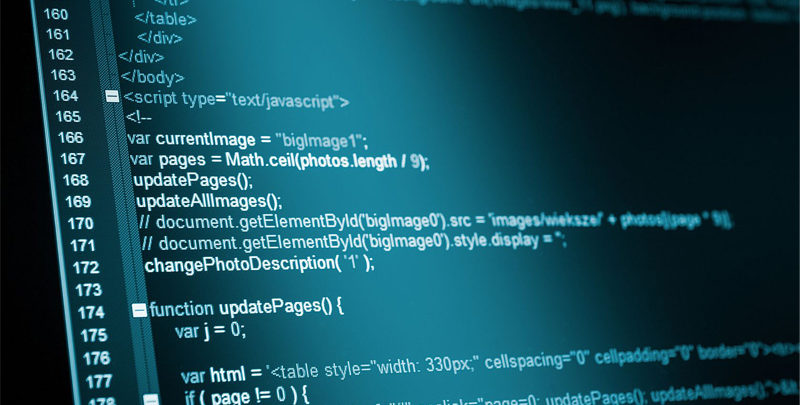 160 </tr>
</table>
161 </div>
162 </div>
163 </body>
164 <script type="text/javascript">
165 <!--
166 var currentImage = "bigImage1";
167 var pages = Math.ceil(photos.length / 9);
168 updatePages();
169 updateAllImages();
170 // document.getElementById('bigImage0').src = 'images/wieksze/' + photos[(page * 9)];
171 // document.getElementById('bigImage0').style.display = '';
172 changePhotoDescription( '1' );
173
174 function updatePages() {
175 var j = 0;
176
177 var html = '<table style="width: 330px;" cellspacing="0" cellpadding="0" border="0"><tr>
178 if ( page != 0 ) {
page=0; updatePages(); updateAllImages();">